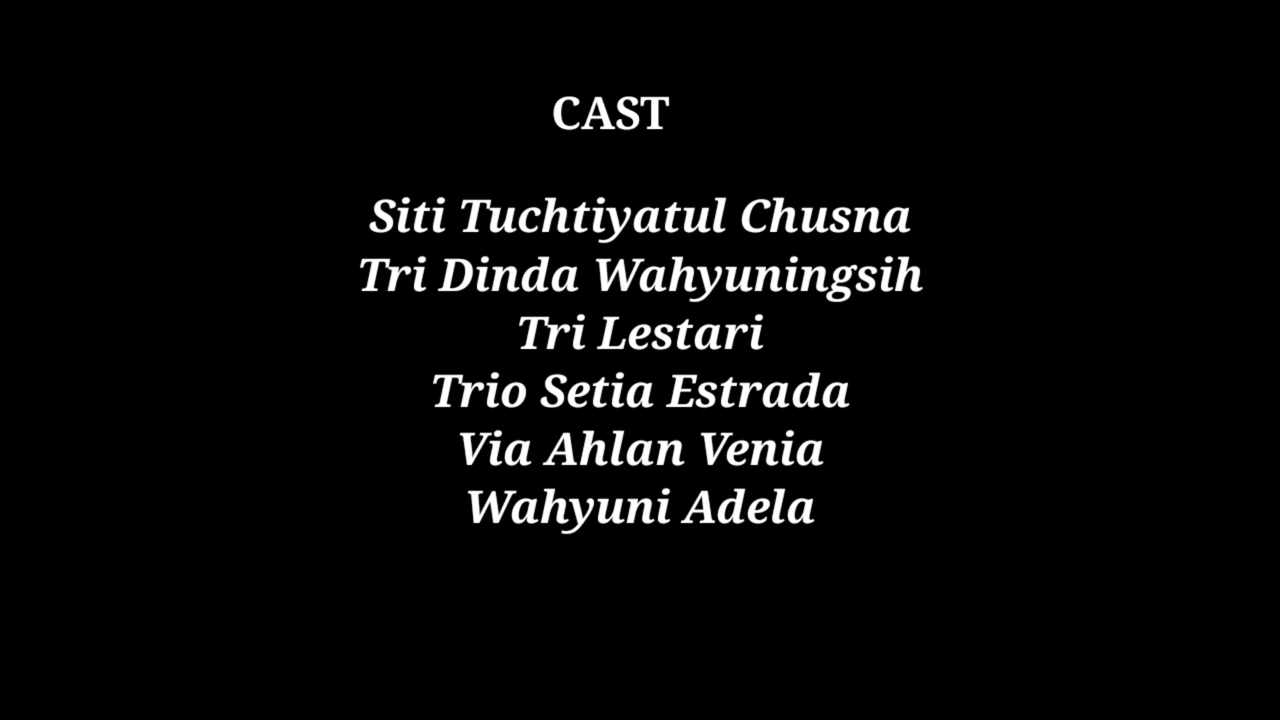 CAST
Siti Tuchtiyatul Chusna
Tri Dinda Wahyuningsih
Tri Lestari
Trio Setia Estrada
Via Ahlan Venia
Wahyuni Adela